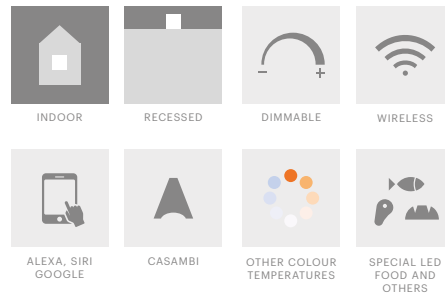 INDOOR
RECESSED
DIMMABLE
WIRELESS
ALEXA, SIRI
GOOGLE
CASAMBI
OTHER COLOUR
TEMPERATURES
SPECIAL LED
FOOD AND
OTHERS